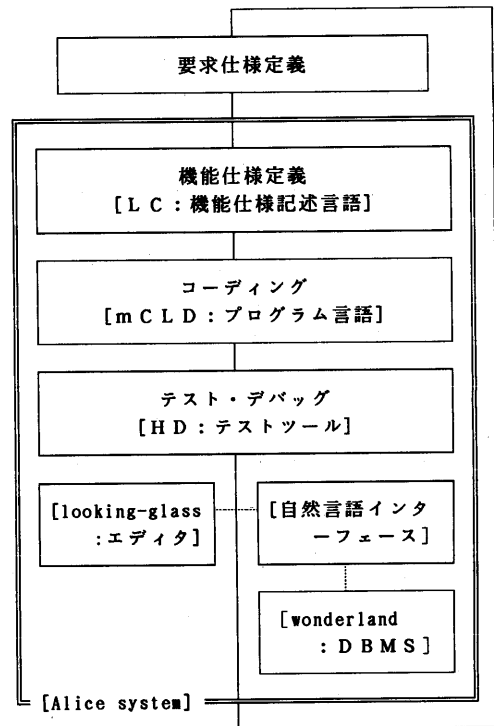 要求仕様定義
機能仕様定義
[LC:機能仕様記述言語]
コーディング
[mCLD:プログラム言語]
テスト・デバッグ
[HD:テストツール]
[looking-glass
:エディタ]
[自然言語インタ
ーフェース]
[wonderland
:DBMS]
[Alice system]